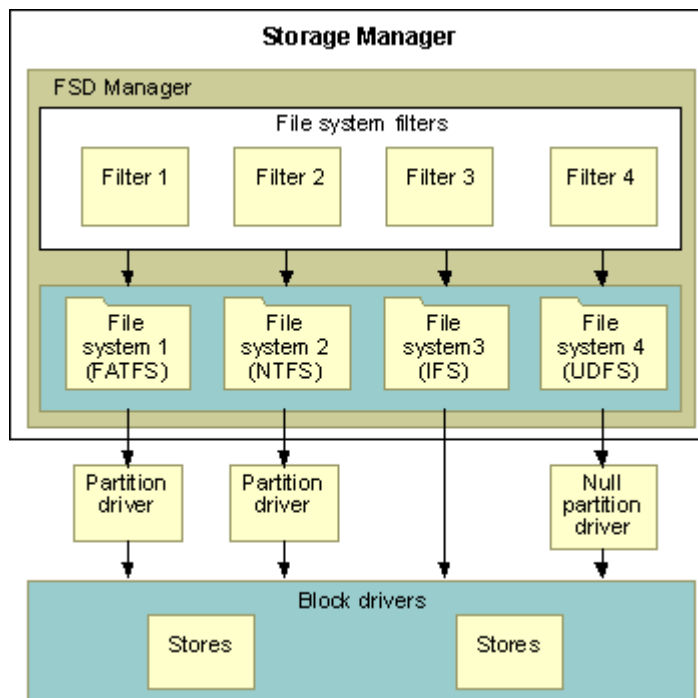 Storage Manager
FSD Manager
File system filters
Filter 1
Filter 2
Filter 3
Filter 4
File
system 1
(FATFS)
File
system 2
(NTFS)
File
system3
(IFS)
File
system 4
(UDFS)
Partition
driver
Partition
driver
Null
partition
driver
Block drivers
Stores
Stores